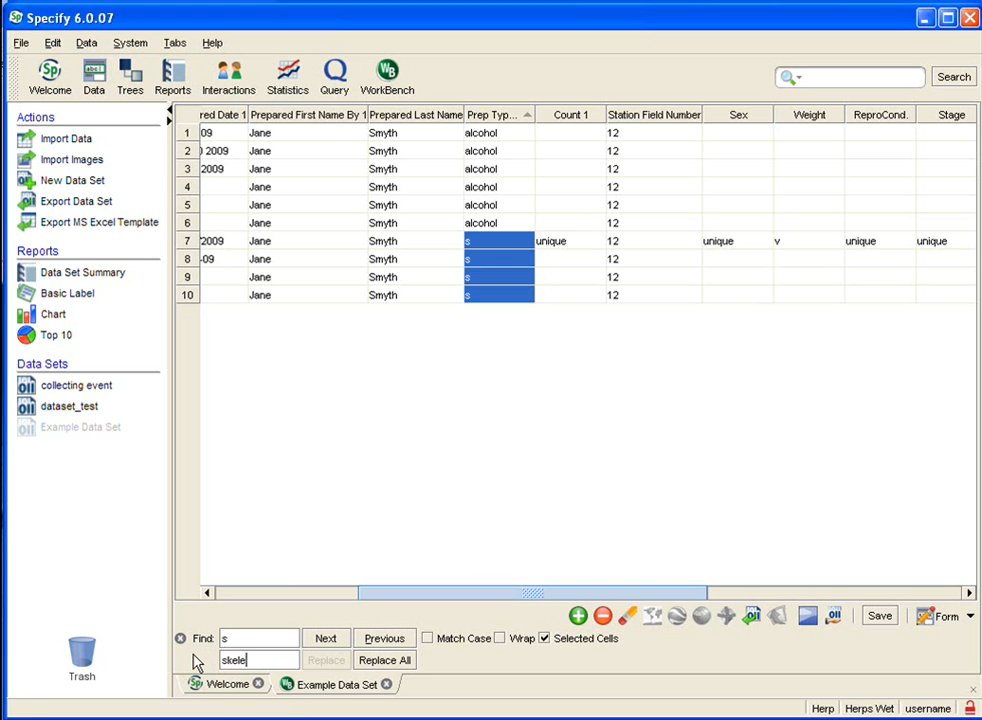 Specify 6.0.07
File Edit Data System Tabs Help
Welcome Data Trees Reports Interactions Statistics Query WorkBench Search
Actions
Import Data
Import Images
New Data Set
Export Data Set
Export MS Excel Template
Reports
Data Set Summary
Basic Label
Chart
Top 10
Data Sets
collecting event
dataset_test
Example Data Set
Trash
red Date 1 Prepared First Name By 1 Prepared Last Name Prep Typ... Count 1 Station Field Number Sex Weight ReproCond. Stage
1 09 Jane Smyth alcohol 12
2 2009 Jane Smyth alcohol 12
3 2009 Jane Smyth alcohol 12
4 Jane Smyth alcohol 12
5 Jane Smyth alcohol 12
6 Jane Smyth alcohol 12
7 /2009 Jane Smyth s unique 12 unique v unique unique
8 -09 Jane Smyth s 12
9 Jane Smyth s 12
10 Jane Smyth s 12
Save Form
Find: s Next Previous Match Case Wrap Selected Cells
skele Replace Replace All
Welcome Example Data Set
Herp Herps Wet username